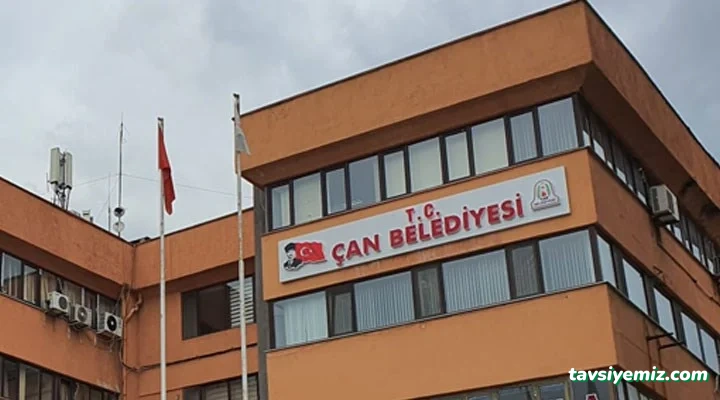 T. C.
ÇAN BELEDİYESİ
tavsiyemiz.com